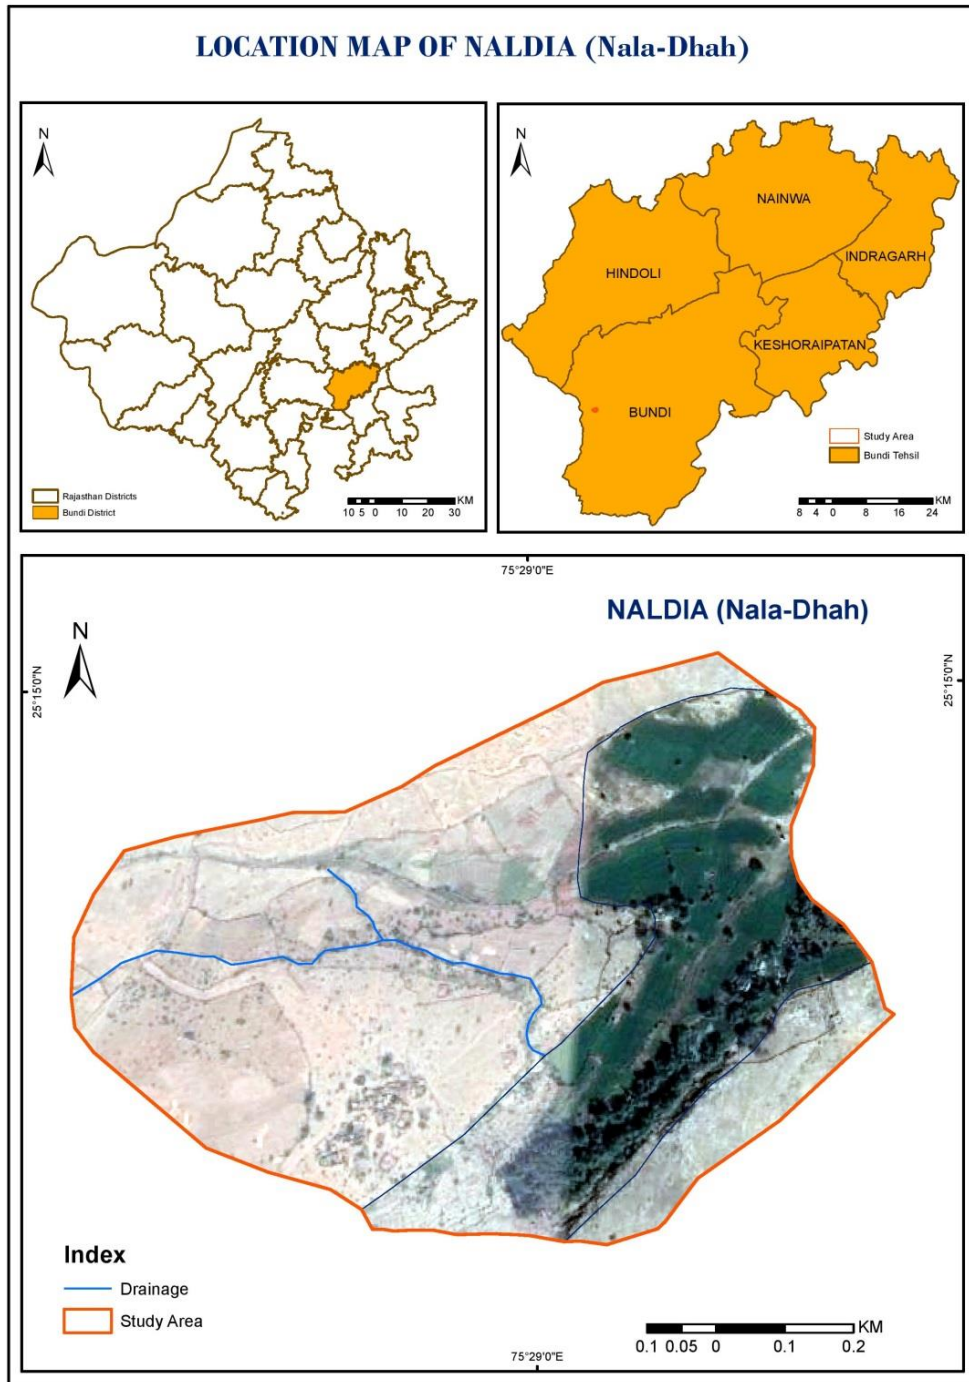 LOCATION MAP OF NALDIA (Nala-Dhah)
N
Rajasthan Districts
Bundi District
KM
10 5 0 10 20 30
N
NAINWA
INDRAGARH
HINDOLI
KESHORAIPATAN
BUNDI
Study Area
Bundi Tehsil
KM
8 4 0 8 16 24
75°29'0"E
NALDIA (Nala-Dhah)
N
25°15'0"N
25°15'0"N
Index
Drainage
Study Area
KM
0.1 0.05 0 0.1 0.2
75°29'0"E